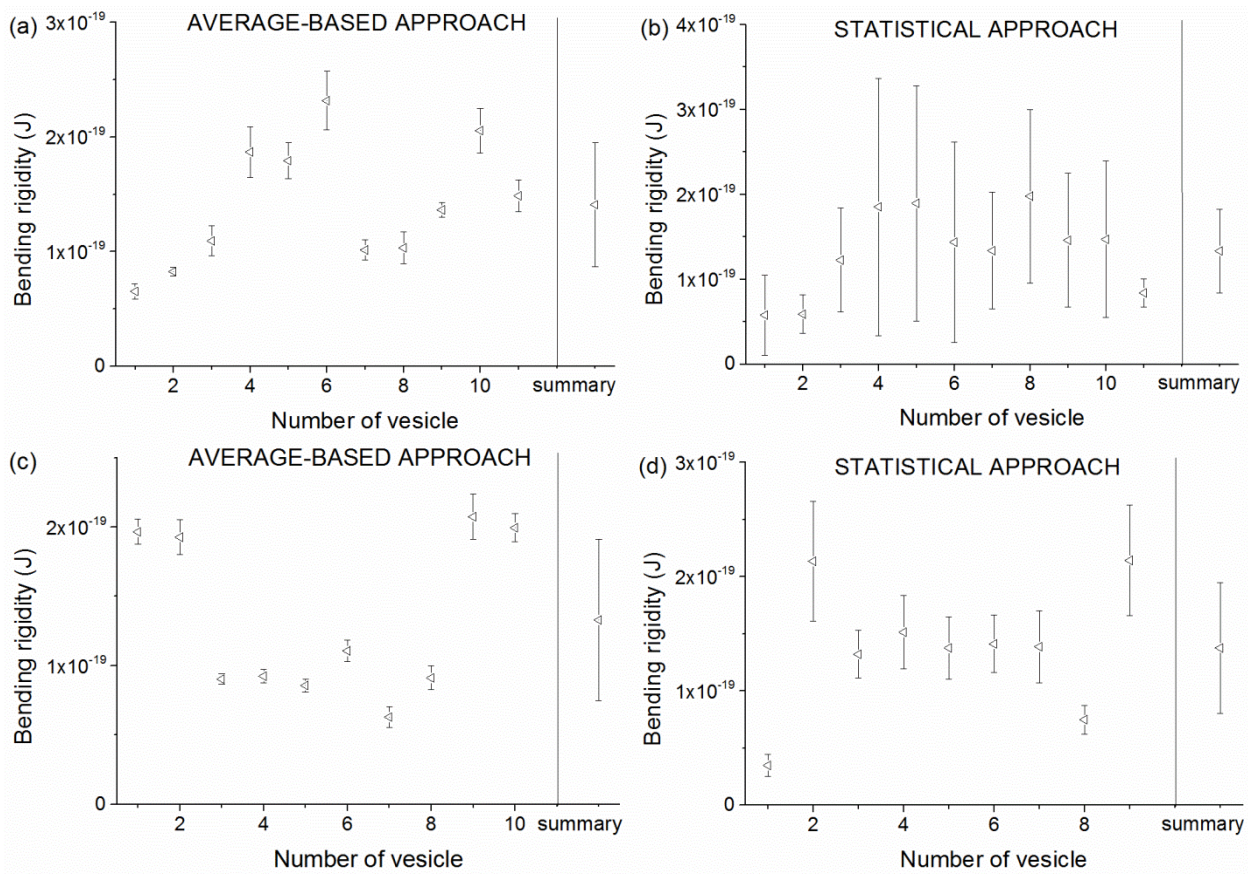 (a) AVERAGE-BASED APPROACH
Bending rigidity (J)
3x10⁻¹⁹
2x10⁻¹⁹
1x10⁻¹⁹
0
2 4 6 8 10 summary
Number of vesicle
(b) STATISTICAL APPROACH
Bending rigidity (J)
4x10⁻¹⁹
4x10⁻¹⁹
2x10⁻¹⁹
1x10⁻¹⁹
0
2 4 6 8 10 summary
Number of vesicle
(c) AVERAGE-BASED APPROACH
Bending rigidity (J)
2x10⁻¹⁹
1x10⁻¹⁹
0
2 4 6 8 10 summary
Number of vesicle
(d) STATISTICAL APPROACH
Bending rigidity (J)
3x10⁻¹⁹
2x10⁻¹⁹
1x10⁻¹⁹
0
2 4 6 8 summary
Number of vesicle